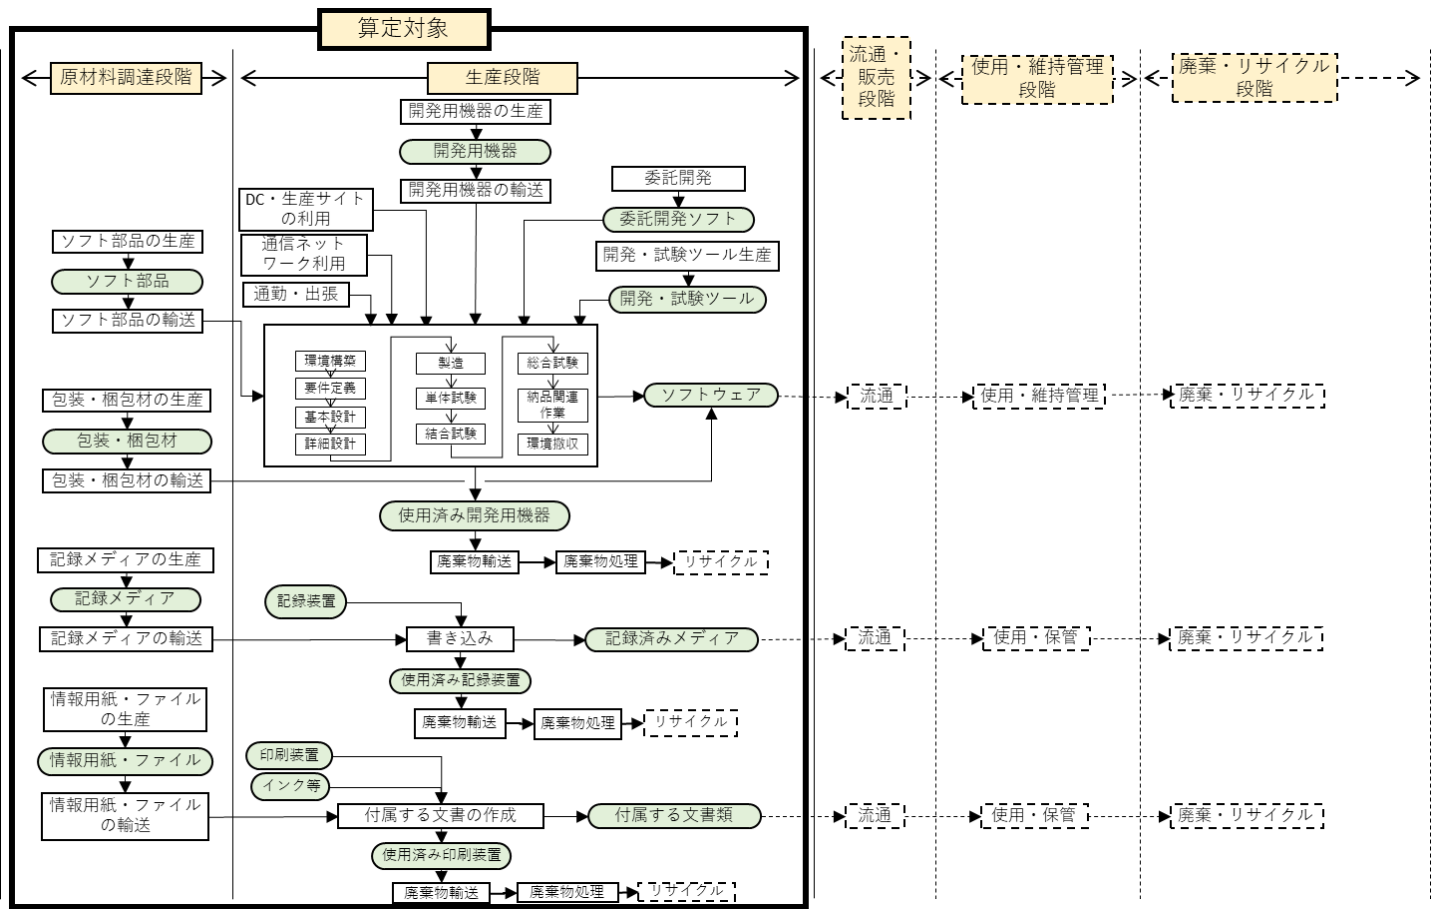 算定対象
原材料調達段階
生産段階
流通・
販売
段階
使用・維持管理
段階
廃棄・リサイクル
段階
開発用機器の生産
開発用機器
開発用機器の輸送
委託開発
委託開発ソフト
開発・試験ツール生産
開発・試験ツール
DC・生産サイト
の利用
通信ネット
ワーク利用
通勤・出張
ソフト部品の生産
ソフト部品
ソフト部品の輸送
環境構築
要件定義
基本設計
詳細設計
製造
単体試験
結合試験
総合試験
納品関連
作業
環境撤収
ソフトウェア
流通
使用・維持管理
廃棄・リサイクル
包装・梱包材の生産
包装・梱包材
包装・梱包材の輸送
使用済み開発用機器
廃棄物輸送
廃棄物処理
リサイクル
記録メディアの生産
記録メディア
記録メディアの輸送
記録装置
書き込み
記録済みメディア
流通
使用・保管
廃棄・リサイクル
使用済み記録装置
廃棄物輸送
廃棄物処理
リサイクル
情報用紙・ファイル
の生産
情報用紙・ファイル
情報用紙・ファイル
の輸送
印刷装置
インク等
付属する文書の作成
付属する文書類
流通
使用・保管
廃棄・リサイクル
使用済み印刷装置
廃棄物輸送
廃棄物処理
リサイクル